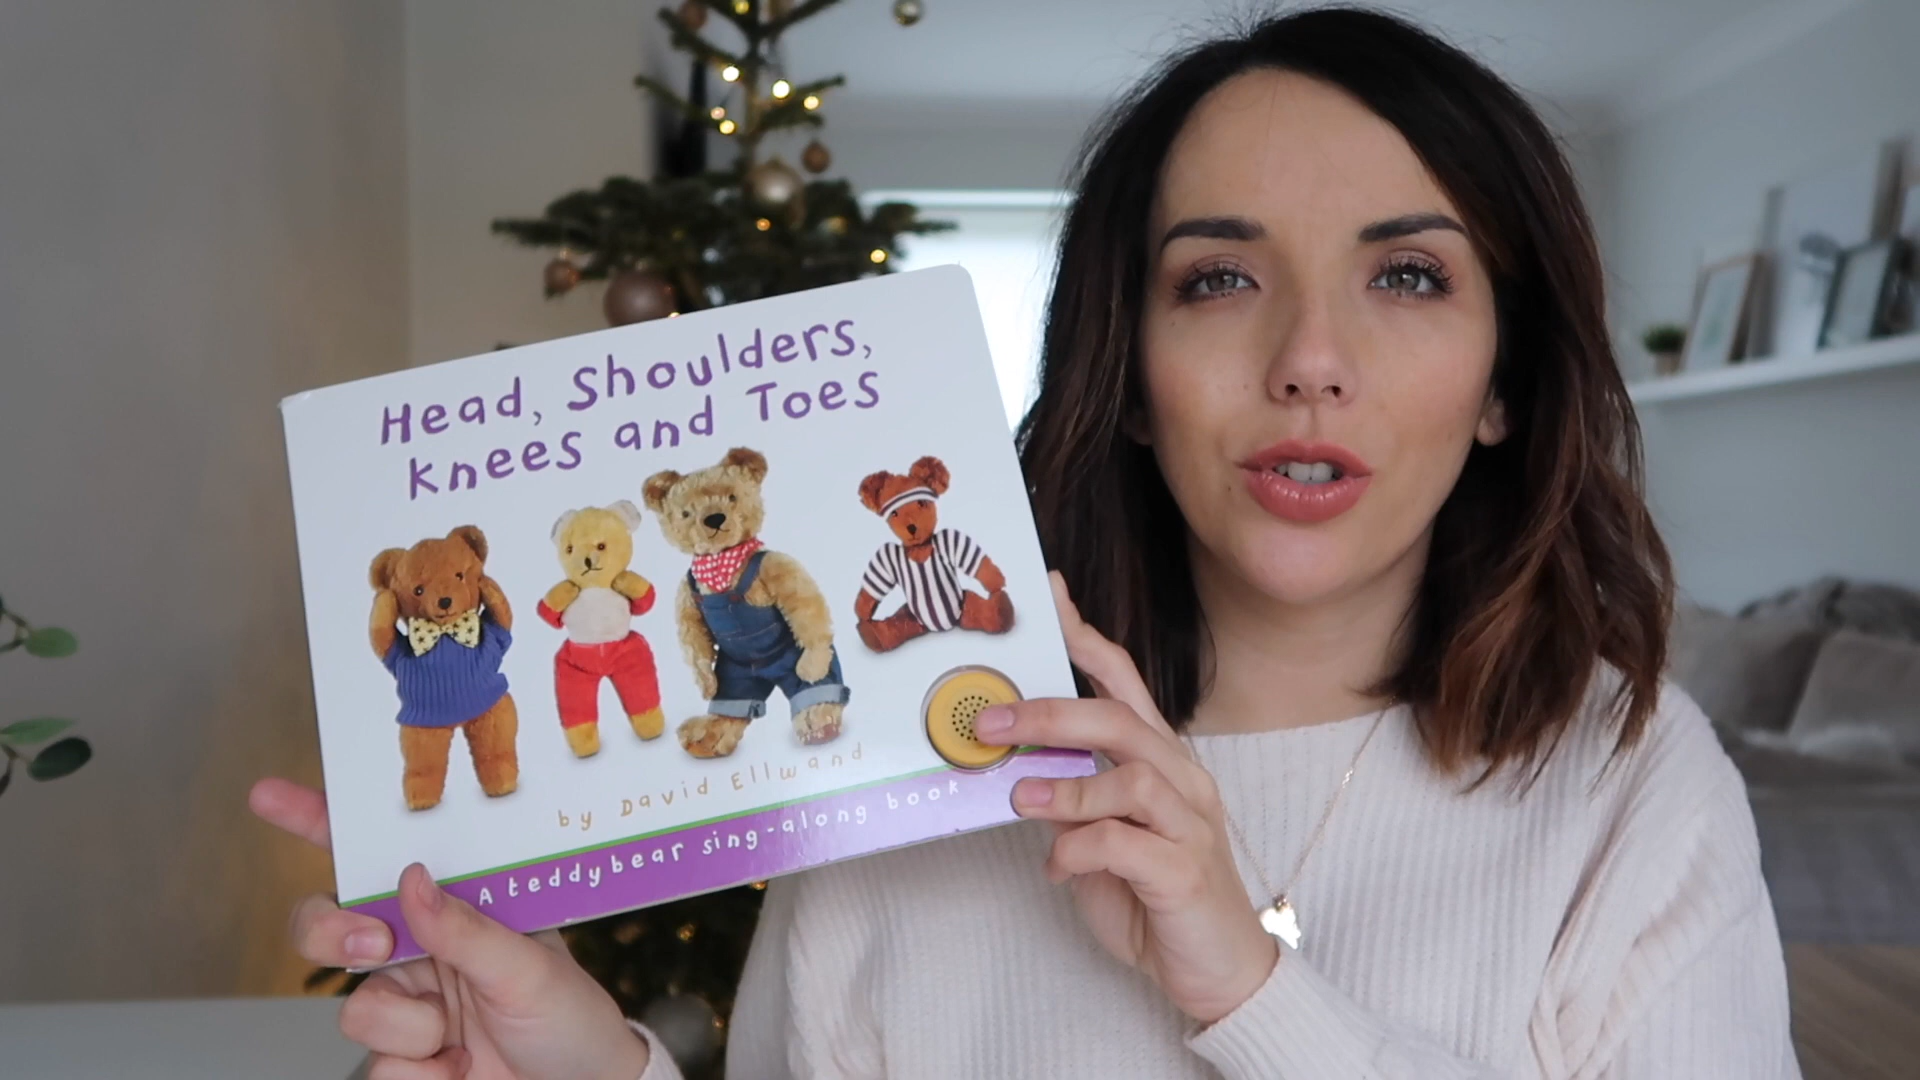 Head, Shoulders,
Knees and Toes
by David Ellwand
A teddybear sing-along book